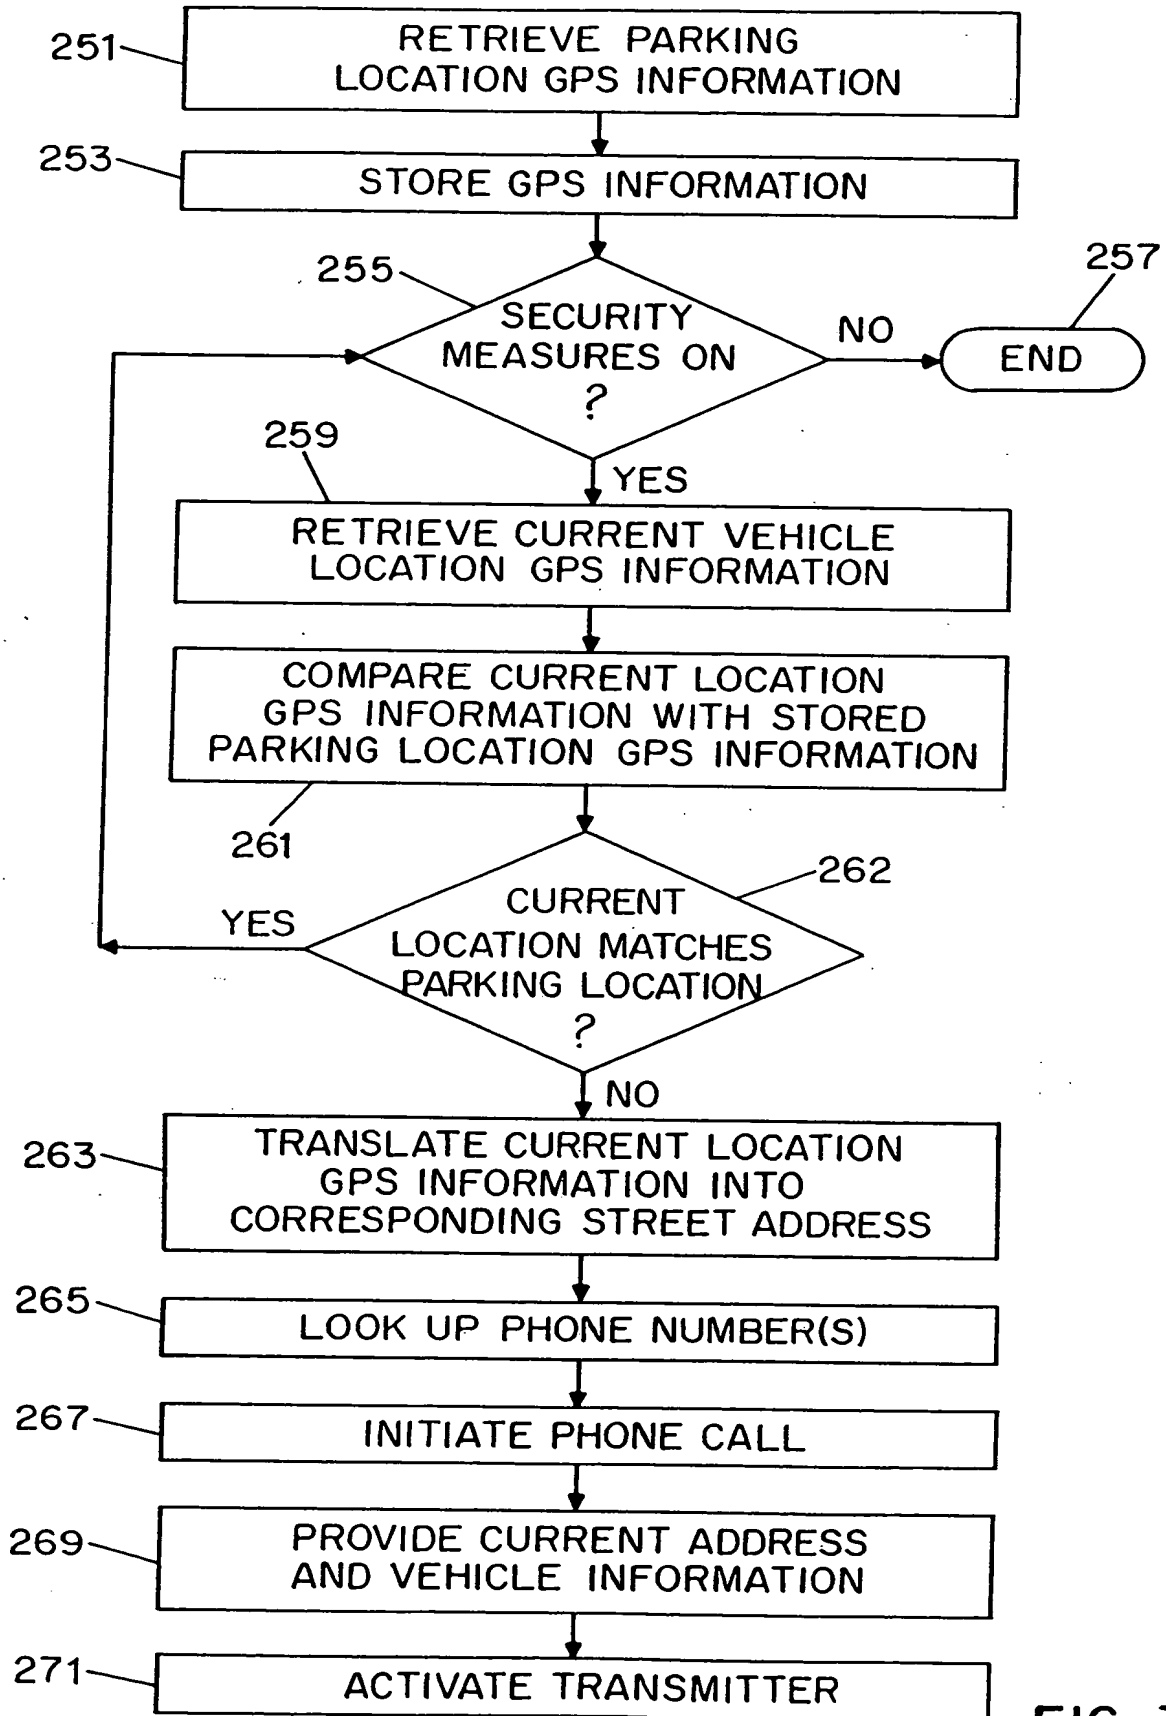 251
RETRIEVE PARKING
LOCATION GPS INFORMATION
253
STORE GPS INFORMATION
255
SECURITY
MEASURES ON
?
NO
257
END
YES
259
RETRIEVE CURRENT VEHICLE
LOCATION GPS INFORMATION
COMPARE CURRENT LOCATION
GPS INFORMATION WITH STORED
PARKING LOCATION GPS INFORMATION
261
262
CURRENT
LOCATION MATCHES
PARKING LOCATION
?
YES
NO
263
TRANSLATE CURRENT LOCATION
GPS INFORMATION INTO
CORRESPONDING STREET ADDRESS
265
LOOK UP PHONE NUMBER(S)
267
INITIATE PHONE CALL
269
PROVIDE CURRENT ADDRESS
AND VEHICLE INFORMATION
271
ACTIVATE TRANSMITTER
FIG.